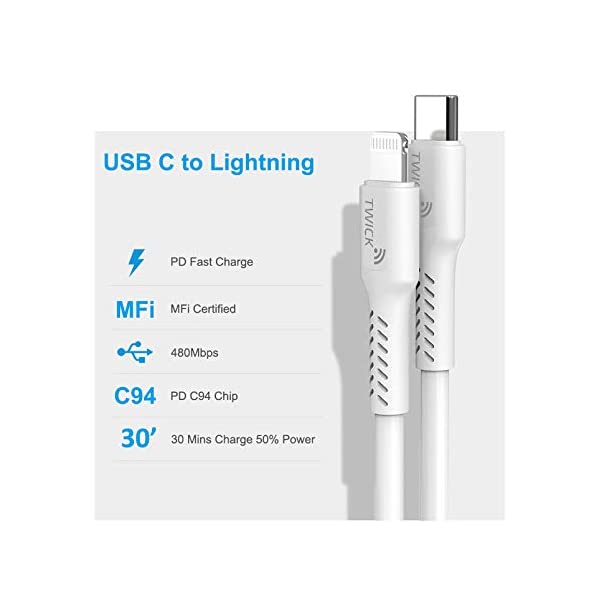 USB C to Lightning
PD Fast Charge
MFi
MFi Certified
480Mbps
C94
PD C94 Chip
30’
30 Mins Charge 50% Power
TWICK
TWICK